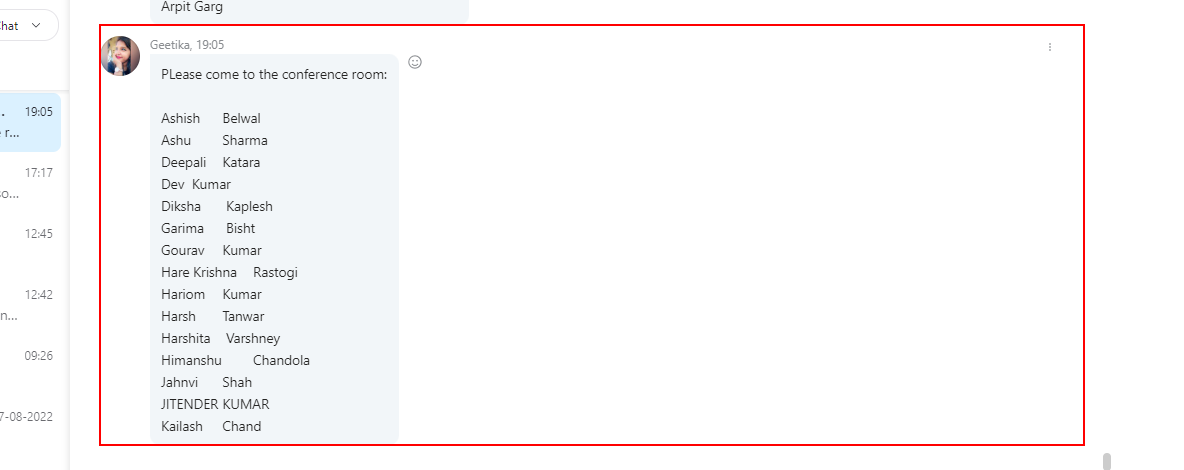 Arpit Garg
Chat
Geetika, 19:05
PLease come to the conference room:
Ashish Belwal
Ashu Sharma
Deepali Katara
Dev Kumar
Diksha Kaplesh
Garima Bisht
Gourav Kumar
Hare Krishna Rastogi
Hariom Kumar
Harsh Tanwar
Harshita Varshney
Himanshu Chandola
Jahnvi Shah
JITENDER KUMAR
Kailash Chand
19:05
r...
17:17
so...
12:45
12:42
n...
09:26
7-08-2022